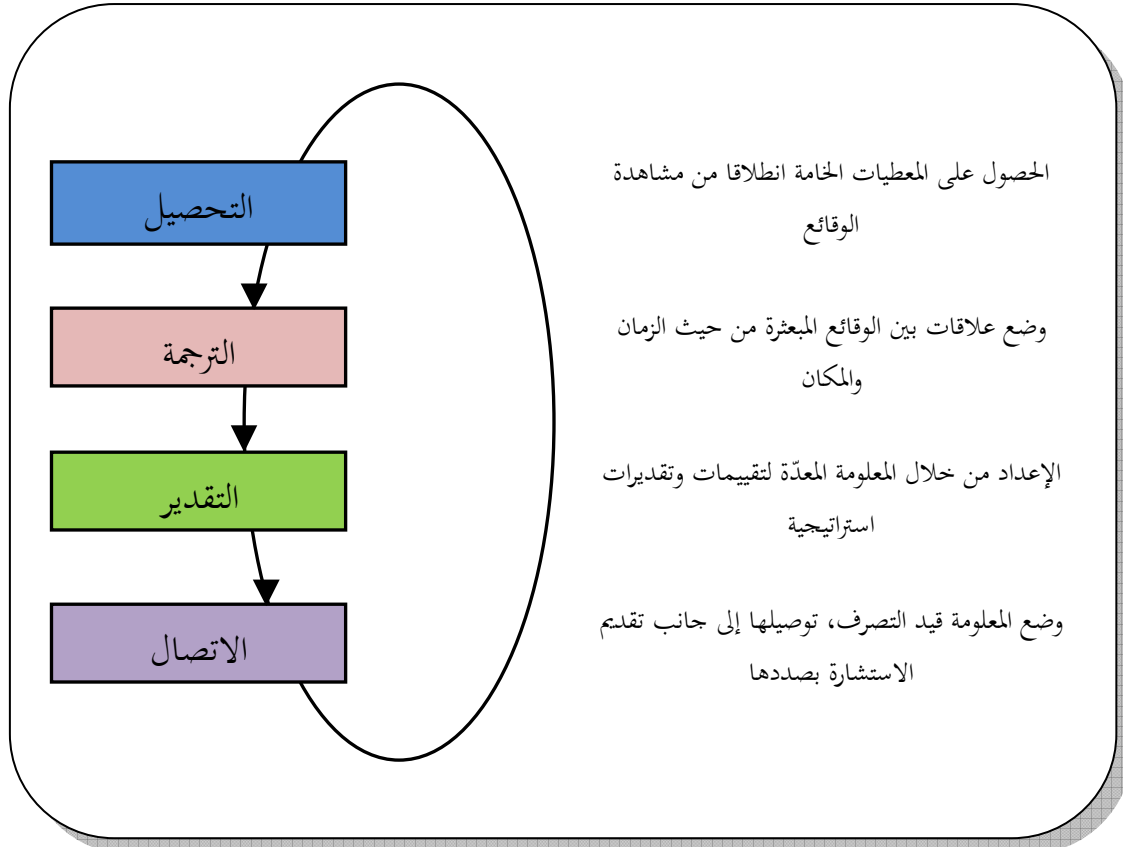 التحصيل
الحصول على المعطيات الخامة انطلاقا من مشاهدة
الوقائع
الترجمة
وضع علاقات بين الوقائع المبعثرة من حيث الزمان
والمكان
التقدير
الإعداد من خلال المعلومة المعدّة لتقييمات وتقديرات
استراتيجية
الاتصال
وضع المعلومة قيد التصرف، توصيلها إلى جانب تقديم
الاستشارة بصددها